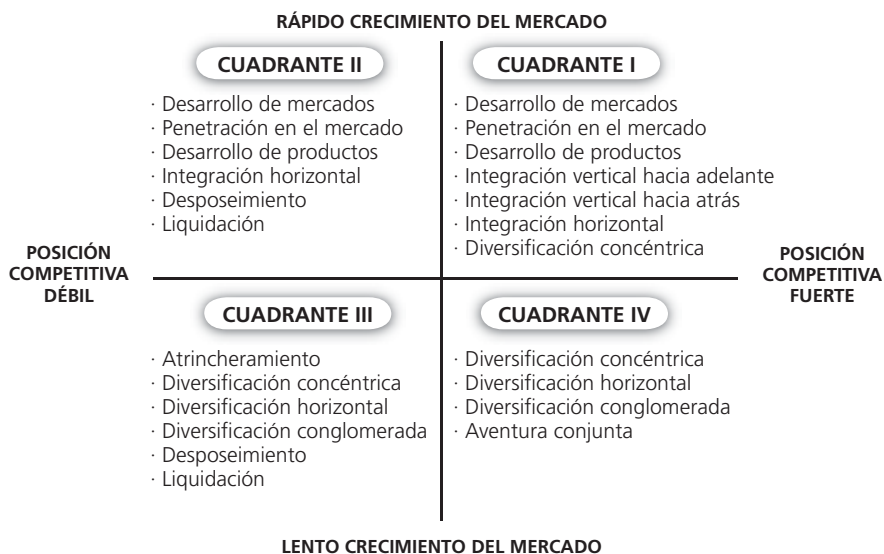 RÁPIDO CRECIMIENTO DEL MERCADO
CUADRANTE II
· Desarrollo de mercados
· Penetración en el mercado
· Desarrollo de productos
· Integración horizontal
· Desposeimiento
· Liquidación
CUADRANTE I
· Desarrollo de mercados
· Penetración en el mercado
· Desarrollo de productos
· Integración vertical hacia adelante
· Integración vertical hacia atrás
· Integración horizontal
· Diversificación concéntrica
POSICIÓN
COMPETITIVA
DÉBIL
POSICIÓN
COMPETITIVA
FUERTE
CUADRANTE III
· Atrincheramiento
· Diversificación concéntrica
· Diversificación horizontal
· Diversificación conglomerada
· Desposeimiento
· Liquidación
CUADRANTE IV
· Diversificación concéntrica
· Diversificación horizontal
· Diversificación conglomerada
· Aventura conjunta
LENTO CRECIMIENTO DEL MERCADO